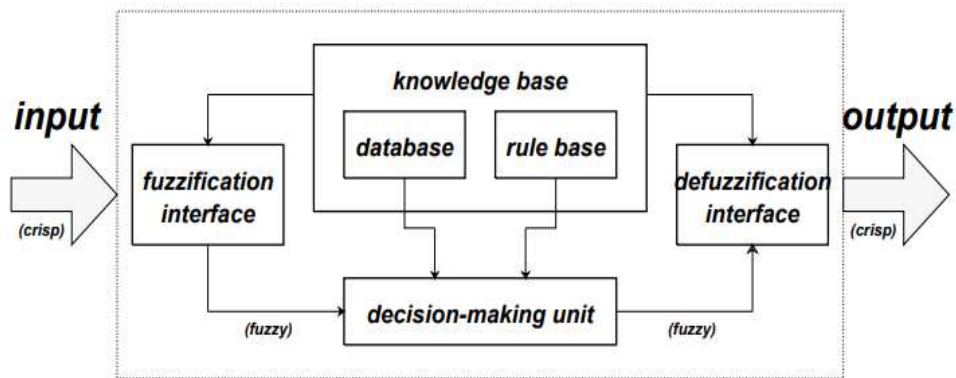 knowledge base
input
output
database
rule base
fuzzification
interface
defuzzification
interface
(crisp)
(crisp)
decision-making unit
(fuzzy)
(fuzzy)